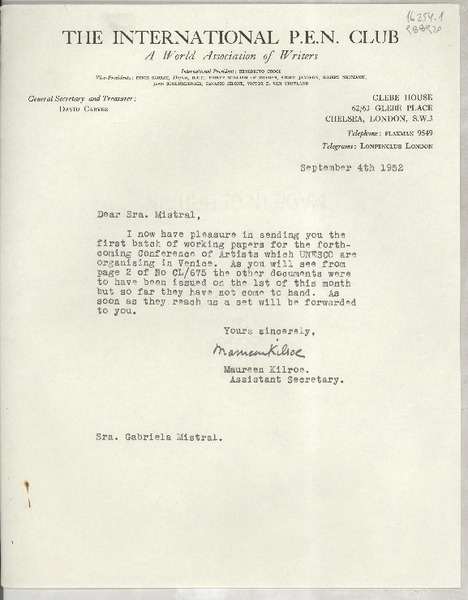 16254.1
988920
THE INTERNATIONAL P.E.N. CLUB
A World Association of Writers
International President: BENEDETTO CROCE
General Secretary and Treasurer:
DAVID CARVER
GLEBE HOUSE
62/63 GLEBE PLACE
CHELSEA, LONDON, S.W.3
Telephone: FLAXMAN 9549
Telegrams: LONPENCLUB LONDON
September 4th 1952
Dear Sra. Mistral,
I now have pleasure in sending you the
first batch of working papers for the forth-
coming Conference of Artists which UNESCO are
organising in Venice. As you will see from
page 2 of No CL/675 the other documents were
to have been issued on the 1st of this month
but so far they have not come to hand. As
soon as they reach us a set will be forwarded
to you.
Yours sincerely,
Maureen Kilroe
Maureen Kilroe.
Assistant Secretary.
Sra. Gabriela Mistral.